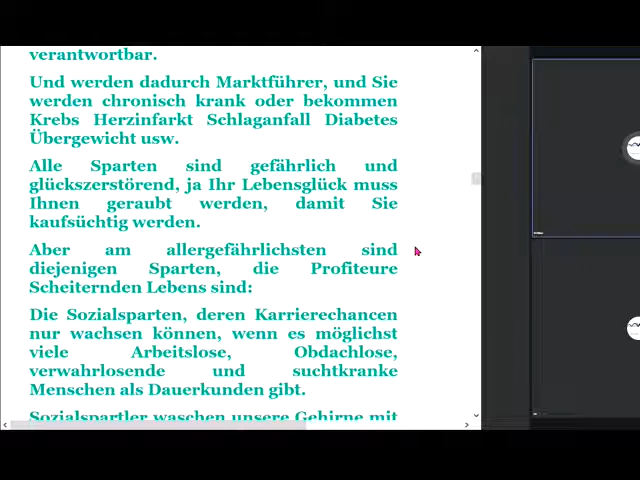 verantwortbar.
Und werden dadurch Marktführer, und Sie
werden chronisch krank oder bekommen
Krebs Herzinfarkt Schlaganfall Diabetes
Übergewicht usw.
Alle Sparten sind gefährlich und
glückszerstörend, ja Ihr Lebensglück muss
Ihnen geraubt werden, damit Sie
kaufsüchtig werden.
Aber am allergefährlichsten sind
diejenigen Sparten, die Profiteure
Scheiternden Lebens sind:
Die Sozialsparten, deren Karrierechancen
nur wachsen können, wenn es möglichst
viele Arbeitslose, Obdachlose,
verwahrlosende und suchtkranke
Menschen als Dauerkunden gibt.
Sozialspartler waschen unsere Gehirne mit